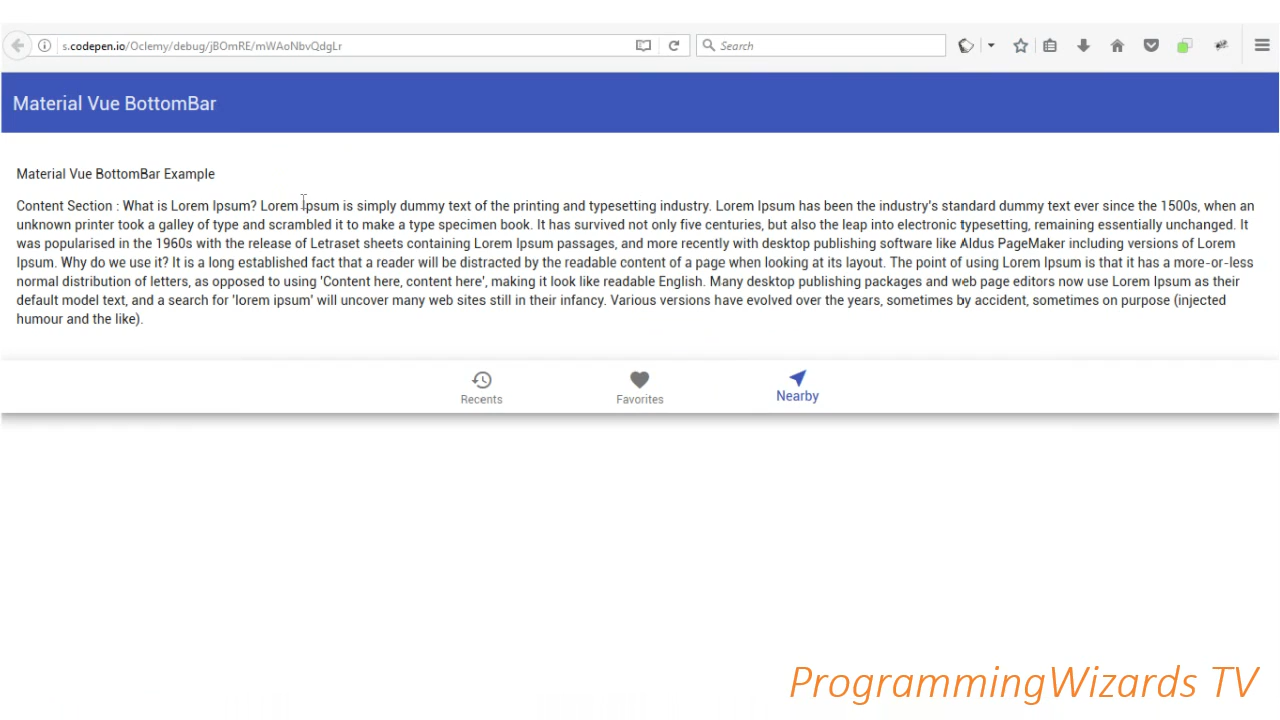 s.codepen.io/Oclemy/debug/jBOmRE/mWAoNbvQdgLr
Search
Material Vue BottomBar
Material Vue BottomBar Example
Content Section : What is Lorem Ipsum? Lorem Ipsum is simply dummy text of the printing and typesetting industry. Lorem Ipsum has been the industry's standard dummy text ever since the 1500s, when an
unknown printer took a galley of type and scrambled it to make a type specimen book. It has survived not only five centuries, but also the leap into electronic typesetting, remaining essentially unchanged. It
was popularised in the 1960s with the release of Letraset sheets containing Lorem Ipsum passages, and more recently with desktop publishing software like Aldus PageMaker including versions of Lorem
Ipsum. Why do we use it? It is a long established fact that a reader will be distracted by the readable content of a page when looking at its layout. The point of using Lorem Ipsum is that it has a more-or-less
normal distribution of letters, as opposed to using 'Content here, content here', making it look like readable English. Many desktop publishing packages and web page editors now use Lorem Ipsum as their
default model text, and a search for 'lorem ipsum' will uncover many web sites still in their infancy. Various versions have evolved over the years, sometimes by accident, sometimes on purpose (injected
humour and the like).
Recents
Favorites
Nearby
ProgrammingWizards TV